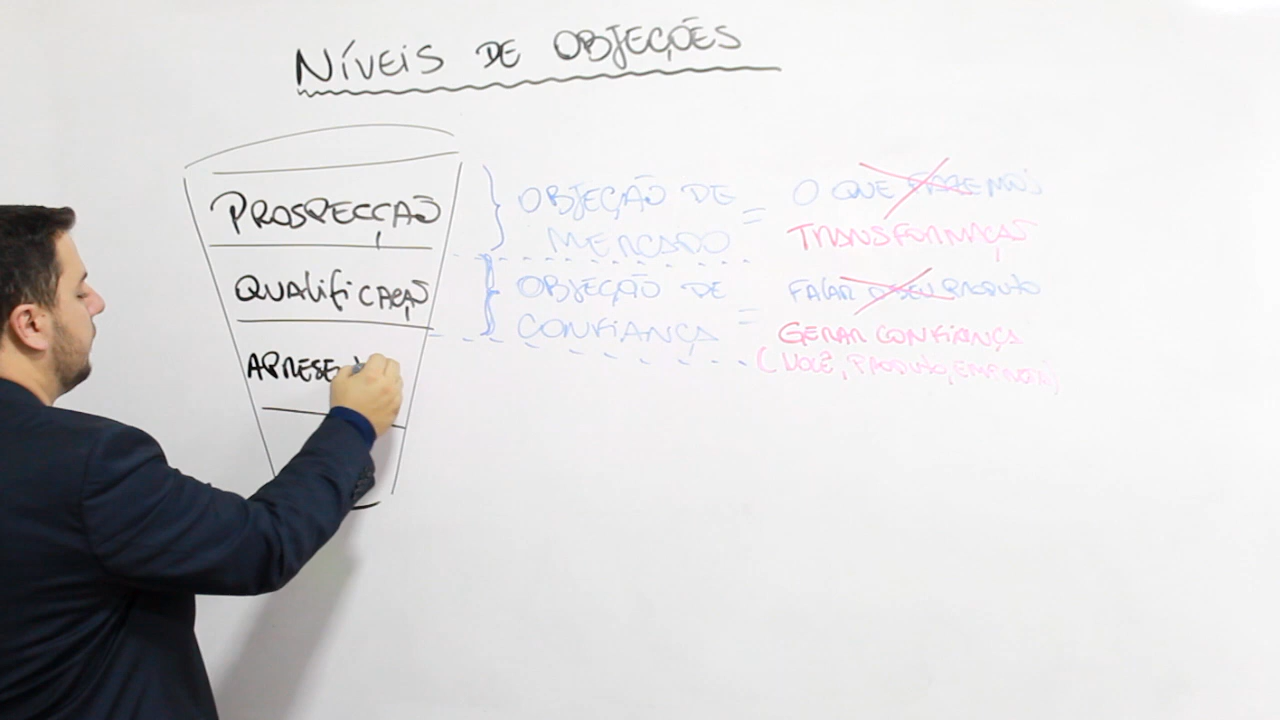 NÍVEIS DE OBJEÇÕES
PROSPECÇÃO
OBJEÇÃO DE
MERCADO
=
O QUE FAZEMOS
TRANSFORMAÇÃO
QUALIFICAÇÃO
OBJEÇÃO DE
CONFIANÇA
=
FALAR O SEU PRODUTO
GERAR CONFIANÇA
(VOCÊ, PRODUTO, EMPRESA)
APRESE